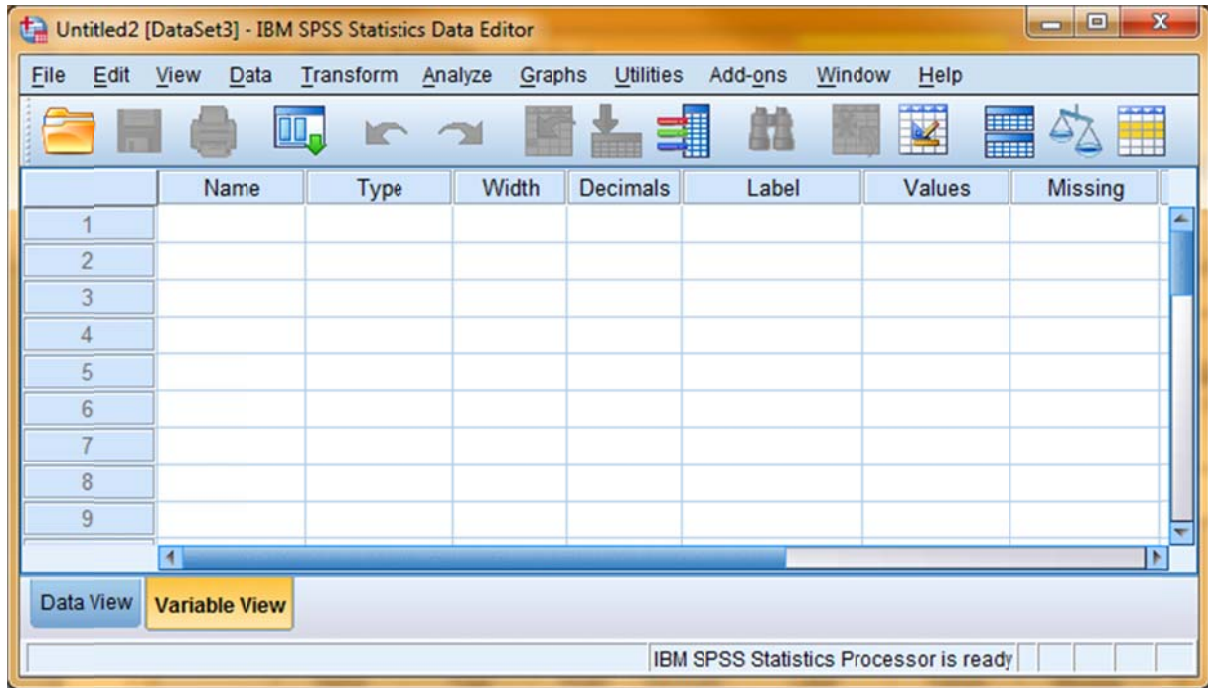 Untitled2 [DataSet3] - IBM SPSS Statistics Data Editor
File Edit View Data Transform Analyze Graphs Utilities Add-ons Window Help
Name Type Width Decimals Label Values Missing
1
2
3
4
5
6
7
8
9
Data View Variable View
IBM SPSS Statistics Processor is ready